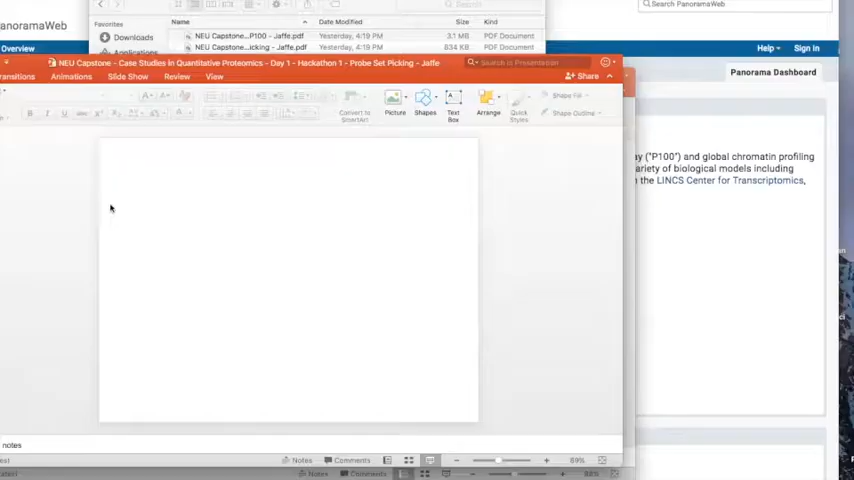 Search PanoramaWeb
anoramaWeb
Favorites
Name
Date Modified
Size
Kind
Downloads
NEU Capstone...P100 - Jaffe.pdf
Yesterday, 4:19 PM
3.1 MB
PDF Document
Applications
NEU Capstone...icking - Jaffe.pdf
Yesterday, 4:19 PM
834 KB
PDF Document
Overview
Help
Sign In
NEU Capstone - Case Studies in Quantitative Proteomics - Day 1 - Hackathon 1 - Probe Set Picking - Jaffe
Search in Presentation
ransitions
Animations
Slide Show
Review
View
Share
Panorama Dashboard
Convert to
SmartArt
Picture
Shapes
Text
Box
Arrange
Quick
Styles
Shape Fill
Shape Outline
ay ("P100") and global chromatin profiling
ariety of biological models including
n the LINCS Center for Transcriptomics,
notes
Notes
Comments
89%
Notes
Comments